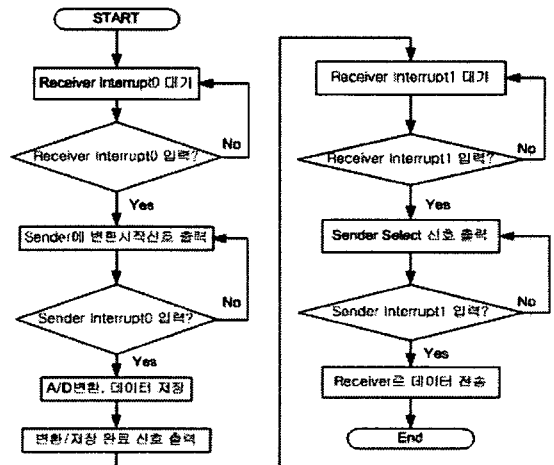 START
Receiver Interrupt0 대기
No
Receiver Interrupt0 입력?
Yes
Sender에 변환시작신호 출력
No
Sender Interrupt0 입력?
Yes
A/D변환, 데이터 저장
변환/저장 완료 신호 출력
Receiver Interrupt1 대기
No
Receiver Interrupt1 입력?
Yes
Sender Select 신호 출력
No
Sender Interrupt1 입력?
Yes
Receiver로 데이터 전송
End